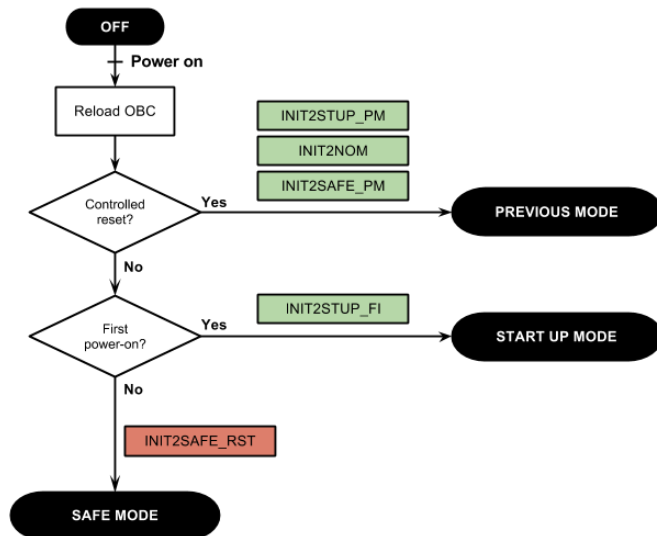 OFF
Power on
Reload OBC
INIT2STUP_PM
INIT2NOM
INIT2SAFE_PM
Controlled
reset?
Yes
PREVIOUS MODE
No
INIT2STUP_FI
First
power-on?
Yes
START UP MODE
No
INIT2SAFE_RST
SAFE MODE